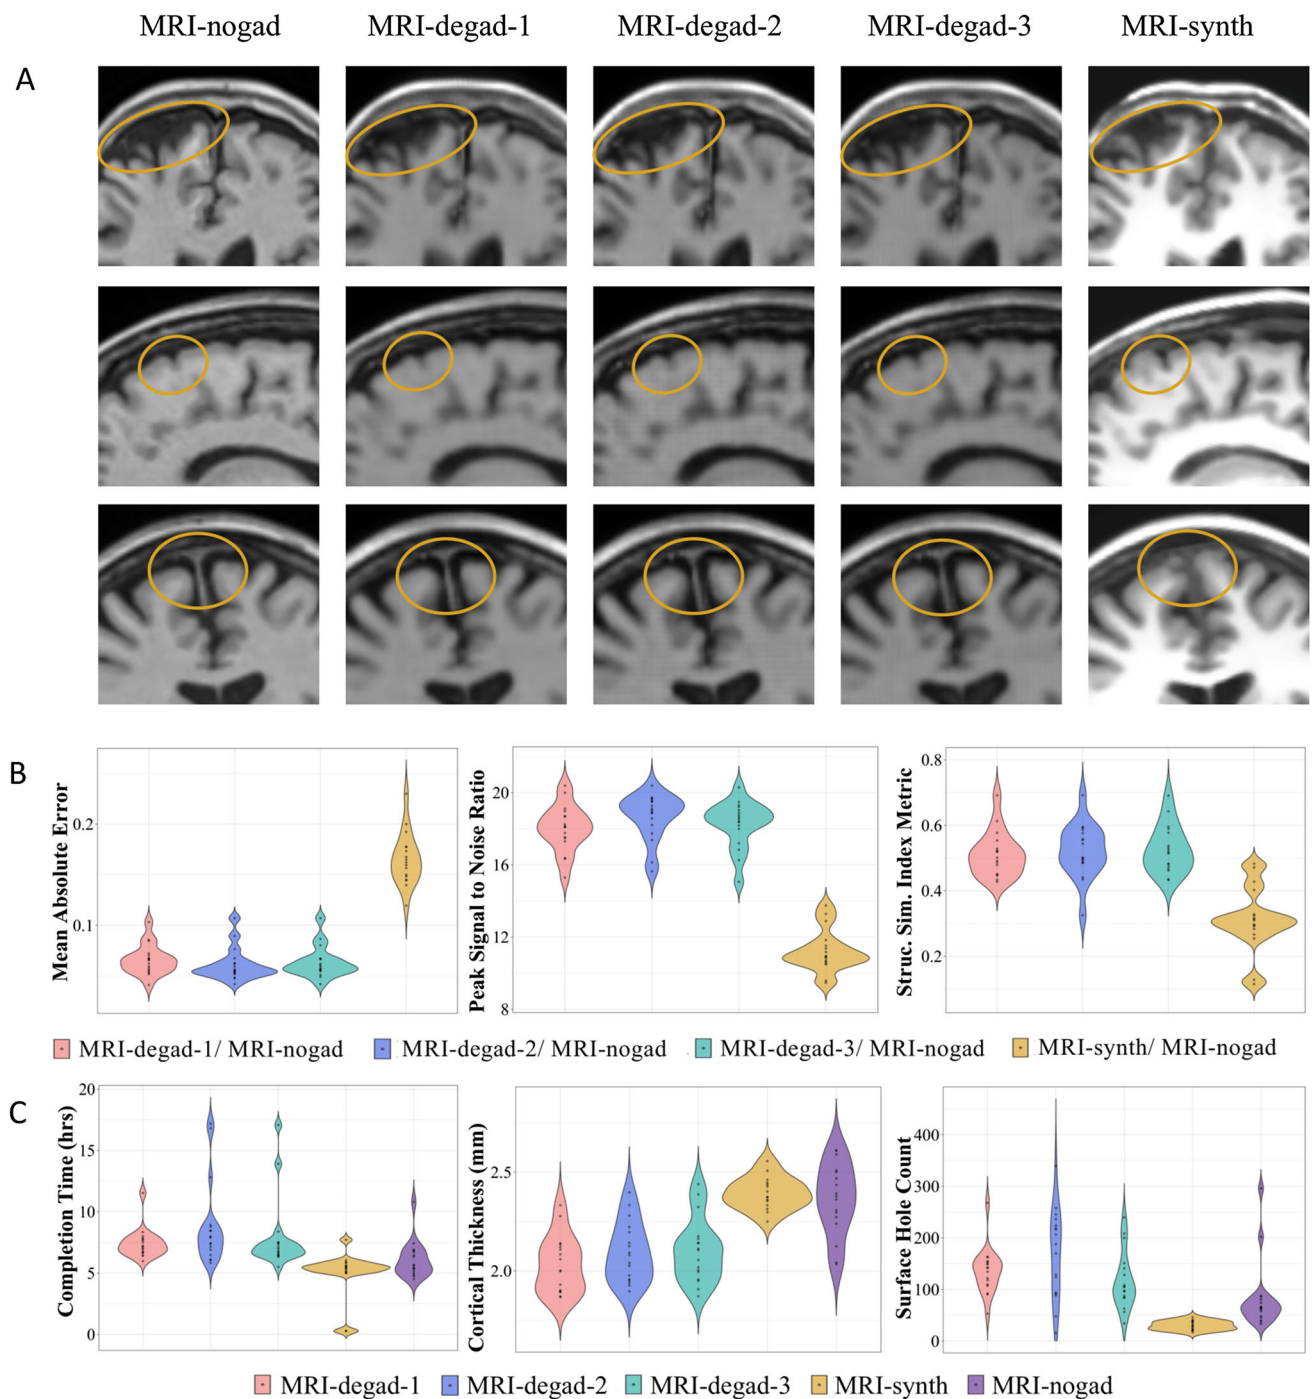 MRI-nogad MRI-degad-1 MRI-degad-2 MRI-degad-3 MRI-synth
A
B
Mean Absolute Error
0.2
0.1
Peak Signal to Noise Ratio
20
16
12
8
Struc. Sim. Index Metric
0.8
0.6
0.4
0.2
MRI-degad-1/ MRI-nogad MRI-degad-2/ MRI-nogad MRI-degad-3/ MRI-nogad MRI-synth/ MRI-nogad
C
Completion Time (hrs)
20
15
10
5
0
Cortical Thickness (mm)
2.5
2.0
Surface Hole Count
400
300
200
100
0
MRI-degad-1 MRI-degad-2 MRI-degad-3 MRI-synth MRI-nogad